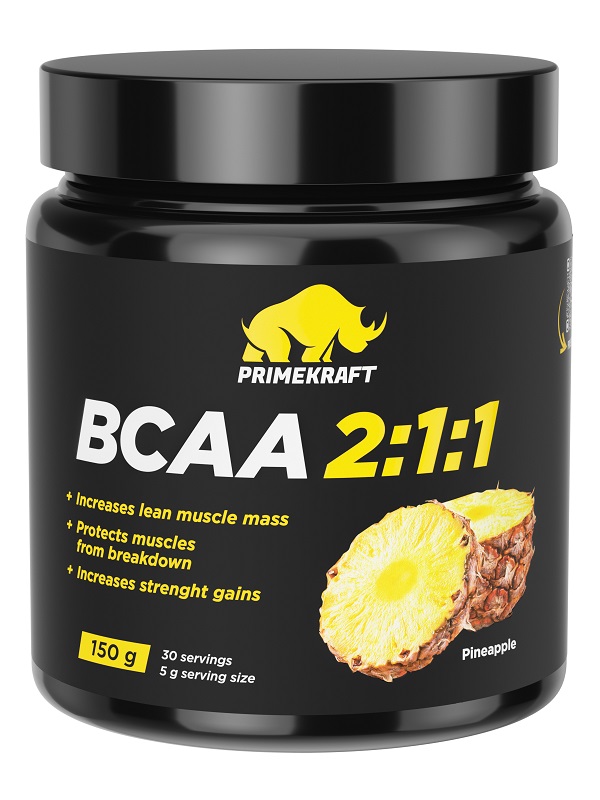 PRIMEKRAFT
BCAA 2:1:1
+ Increases lean muscle mass
+ Protects muscles
from breakdown
+ Increases strenght gains
150 g
30 servings
5 g serving size
Pineapple